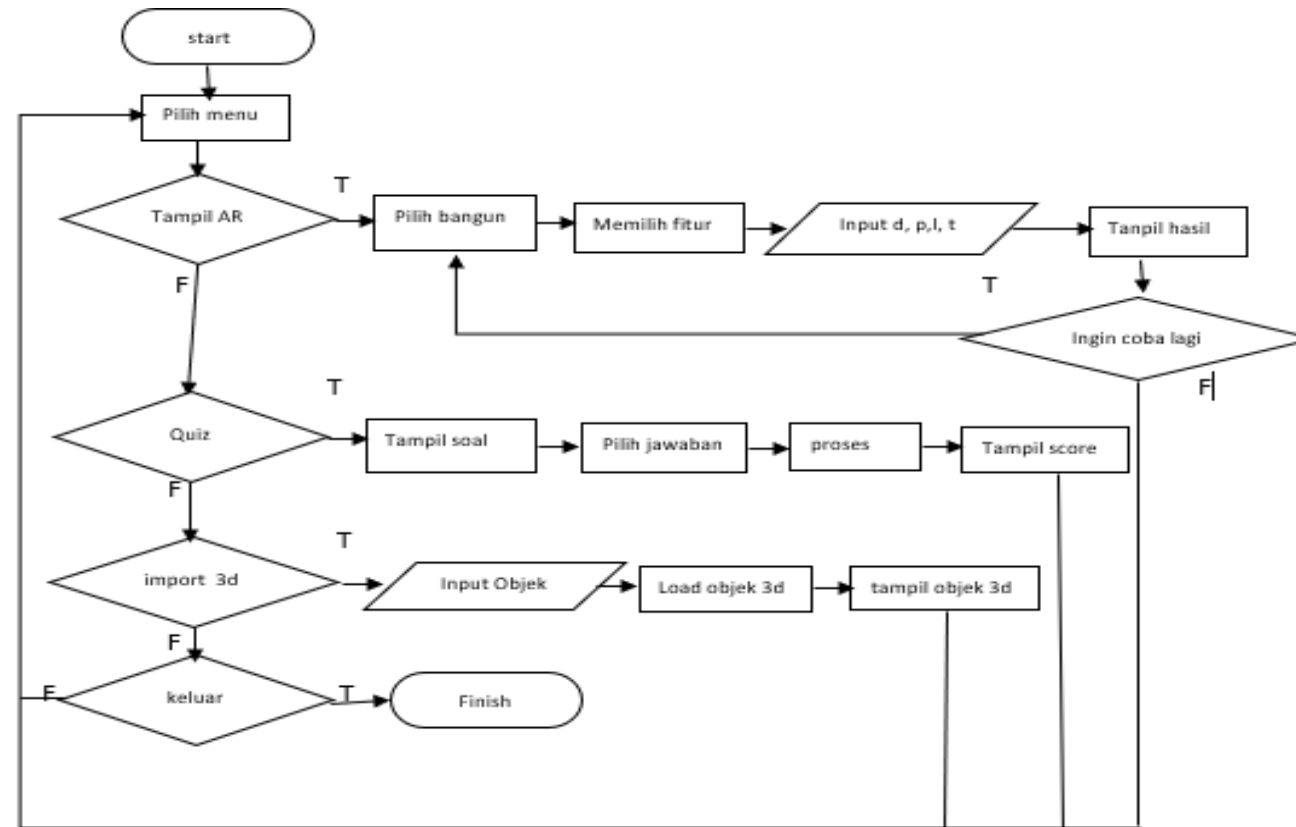 start
Pilih menu
T
Tampil AR
Pilih bangun
Memilih fitur
Input d, p,l, t
Tanpil hasil
F
T
Ingin coba lagi
F
T
Quiz
Tampil soal
Pilih jawaban
proses
Tampil score
F
T
import 3d
Input Objek
Load objek 3d
tampil objek 3d
F
F
keluar
T
Finish